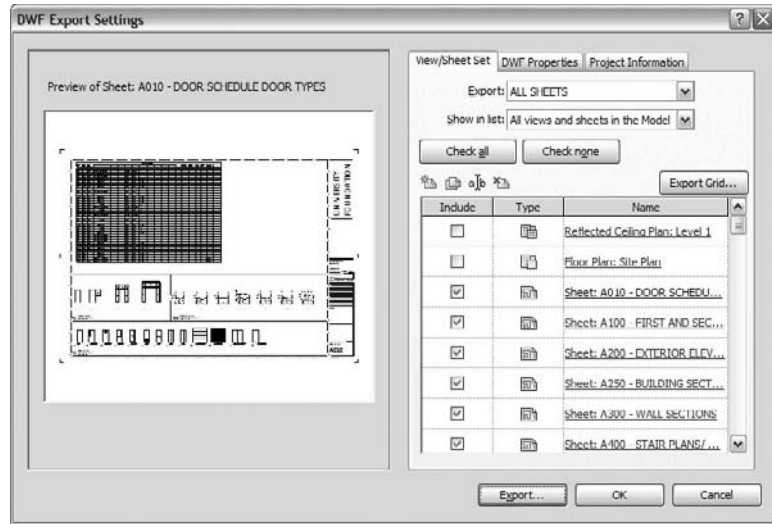 DWF Export Settings
Preview of Sheet: A010 - DOOR SCHEDULE DOOR TYPES
UNIVERSITY
FOUNDATION
A010
View/Sheet Set DWF Properties Project Information
Export: ALL SHEETS
Show in list: All views and sheets in the Model
Check all Check none
Export Grid...
Include Type Name
Reflected Ceiling Plan: Level 1
Floor Plan: Site Plan
Sheet: A010 - DOOR SCHEDU...
Sheet: A100 - FIRST AND SEC...
Sheet: A200 - EXTERIOR ELEV...
Sheet: A250 - BUILDING SECT...
Sheet: A300 - WALL SECTIONS
Sheet: A400 - STAIR PLANS/ ...
Export... OK Cancel